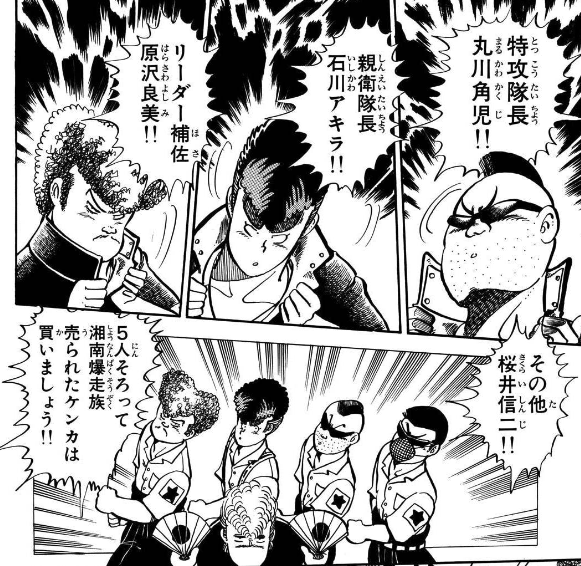 特攻隊長
丸川角児!!
親衛隊長
石川アキラ!!
リーダー補佐
原沢良美!!
その他
桜井信二!!
5人そろって
湘南爆走族
売られたケンカは
買いましょう!!